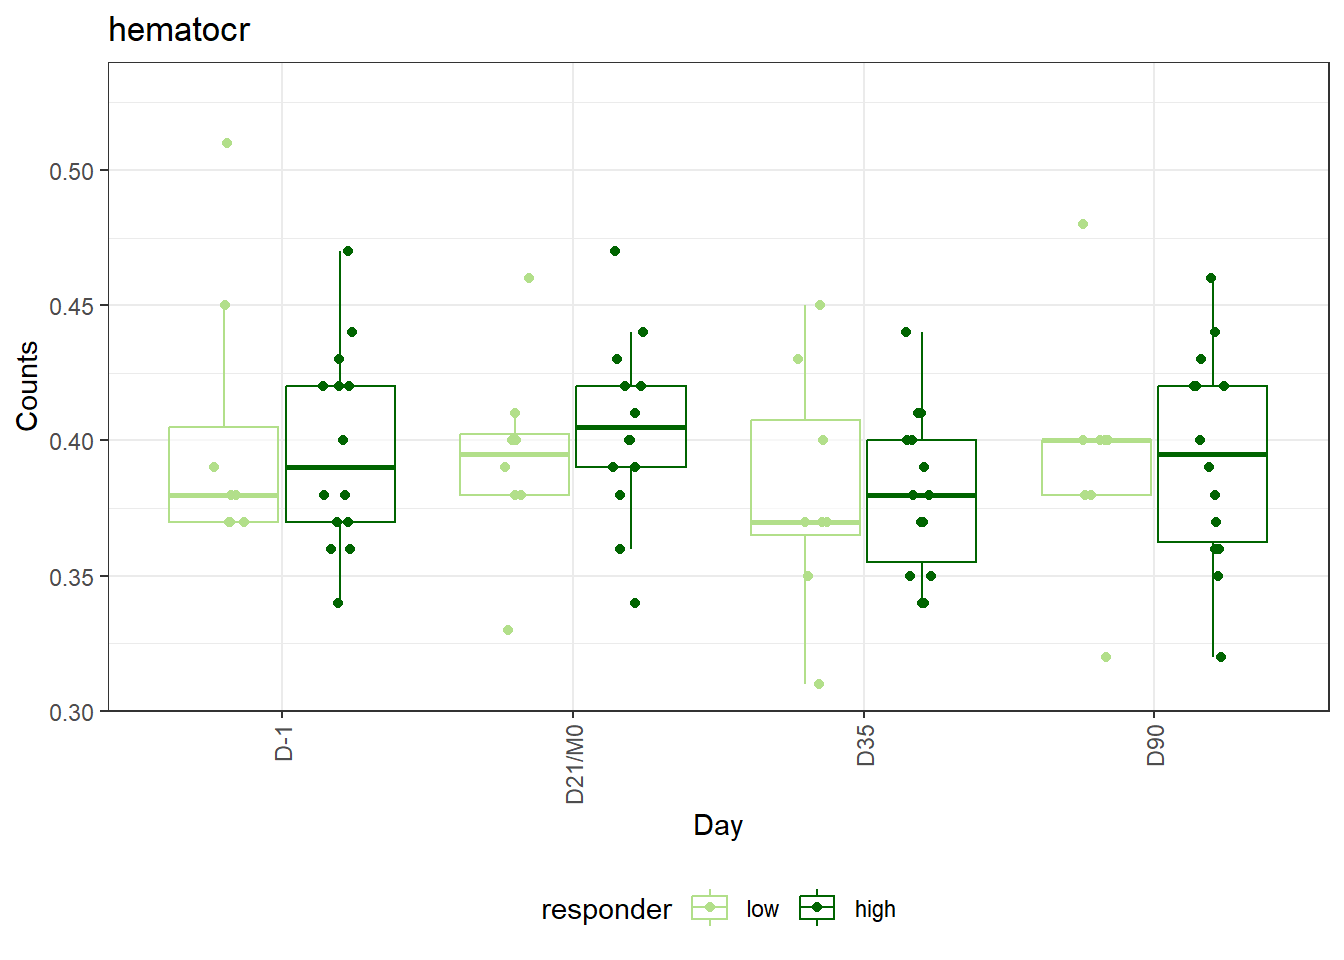 hematocr
Counts
0.50
0.45
0.40
0.35
0.30
D-1
D21/M0
D35
D90
Day
responder low high